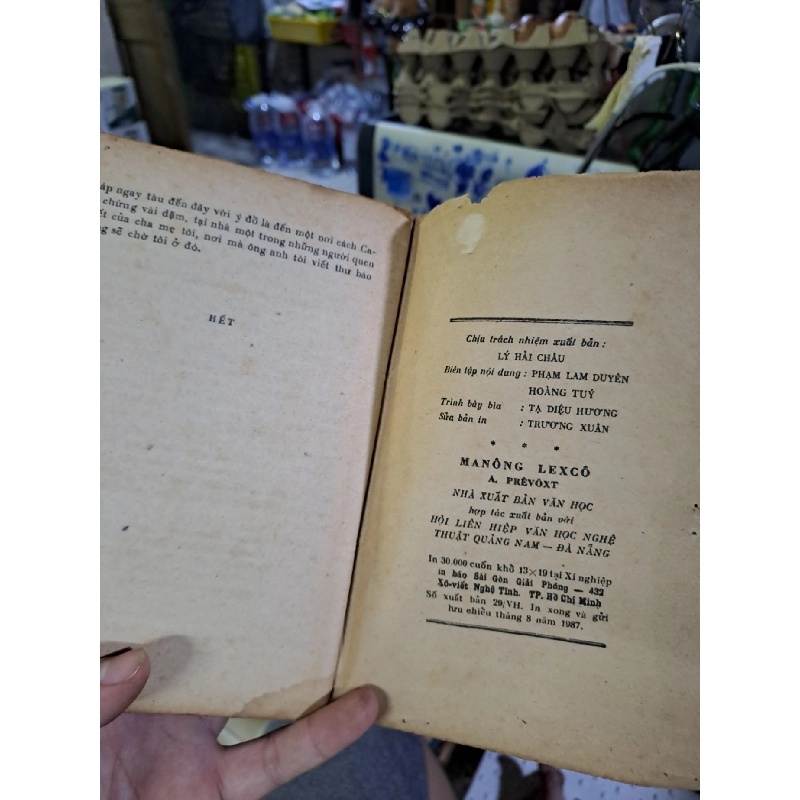 áp ngay tàu đến đây với ý đồ là đến một nơi cách Ca-
chừng vài dặm, tại nhà một trong những người quen
ết của cha mẹ tôi, nơi mà ông anh tôi viết thư báo
ng sẽ chờ tôi ở đó.
HẾT
Chịu trách nhiệm xuất bản :
LÝ HẢI CHÂU
Biên tập nội dung : PHẠM LAM DUYÊN
HOÀNG TUÝ
Trình bày bìa : TẠ DIỆU HƯƠNG
Sửa bản in : TRƯƠNG XUÂN
* * *
MANÔNG LEXCÔ
A. PRÊVÔXT
NHÀ XUẤT BẢN VĂN HỌC
hợp tác xuất bản với
HỘI LIÊN HIỆP VĂN HỌC NGHỆ
THUẬT QUẢNG NAM — ĐÀ NẴNG
In 30.000 cuốn khổ 13×19 tại Xí nghiệp
in báo Sài Gòn Giải Phóng — 432
Xô-viết Nghệ Tĩnh. TP. Hồ Chí Minh
Số xuất bản 29/VH. In xong và gửi
lưu chiểu tháng 8 năm 1987.